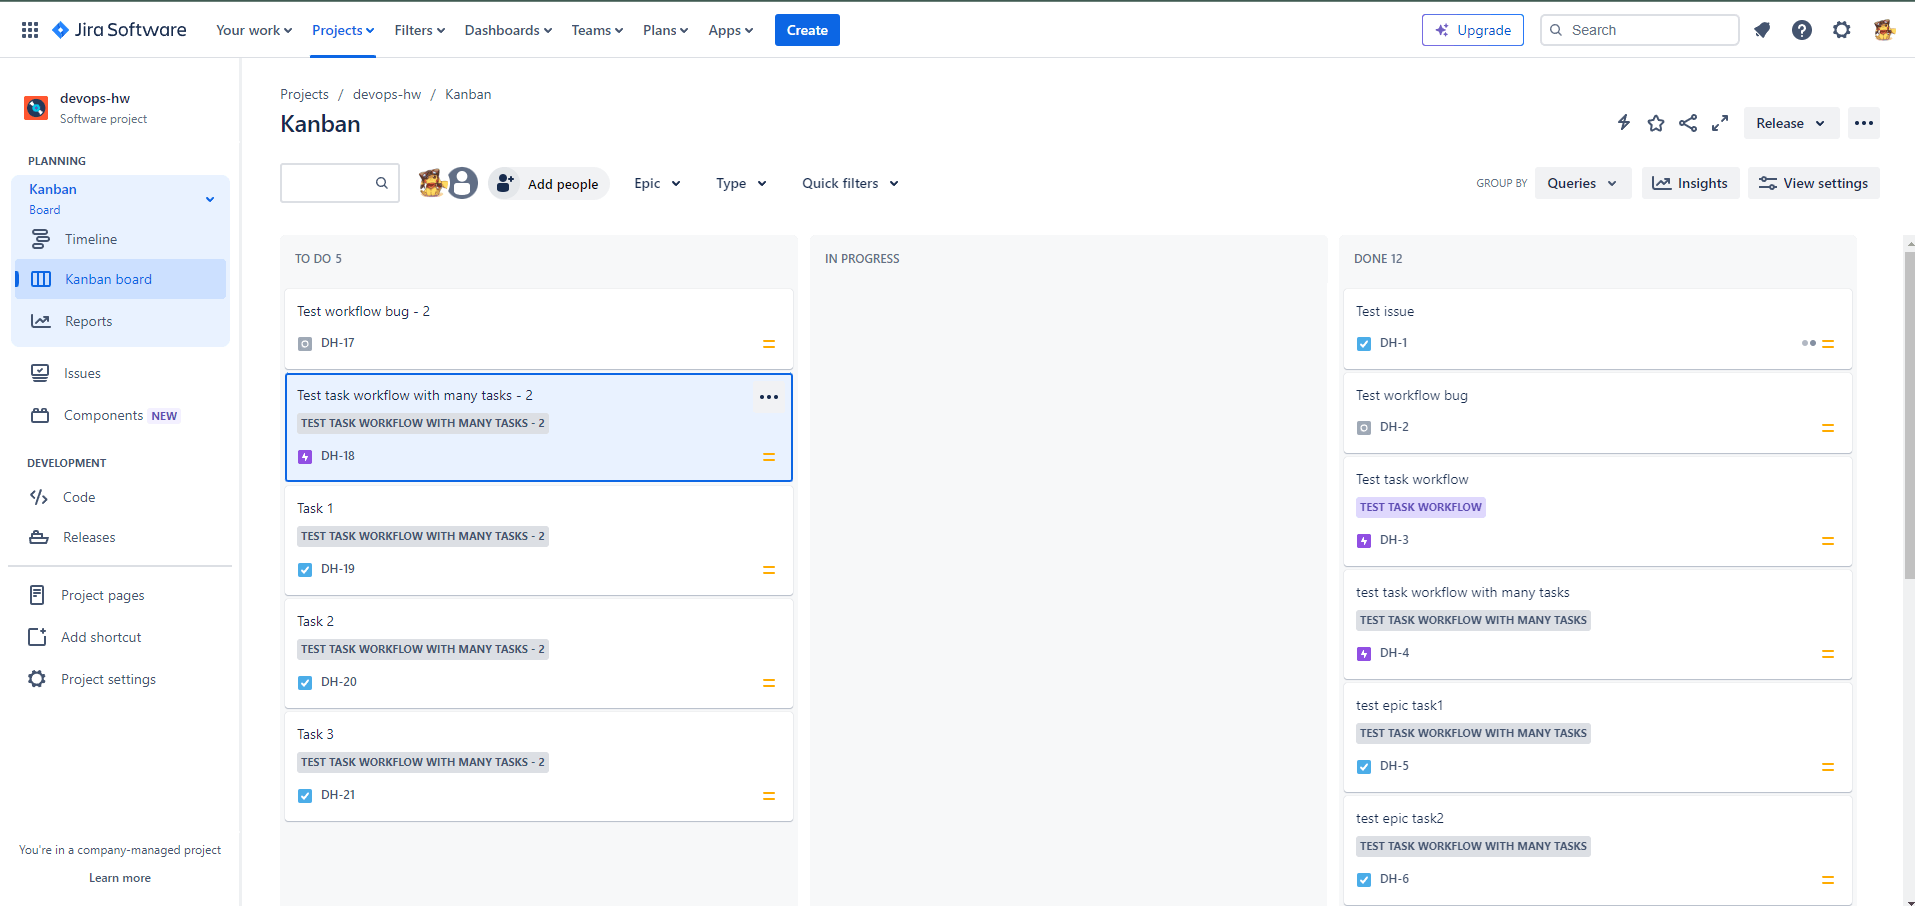 Jira Software
Your work
Projects
Filters
Dashboards
Teams
Plans
Apps
Create
Upgrade
Search
devops-hw
Software project
PLANNING
Kanban
Board
Timeline
Kanban board
Reports
Issues
Components NEW
DEVELOPMENT
Code
Releases
Project pages
Add shortcut
Project settings
You're in a company-managed project
Learn more
Projects / devops-hw / Kanban
Kanban
Release
Add people
Epic
Type
Quick filters
GROUP BY
Queries
Insights
View settings
TO DO 5
Test workflow bug - 2
DH-17
Test task workflow with many tasks - 2
TEST TASK WORKFLOW WITH MANY TASKS - 2
DH-18
Task 1
TEST TASK WORKFLOW WITH MANY TASKS - 2
DH-19
Task 2
TEST TASK WORKFLOW WITH MANY TASKS - 2
DH-20
Task 3
TEST TASK WORKFLOW WITH MANY TASKS - 2
DH-21
IN PROGRESS
DONE 12
Test issue
DH-1
Test workflow bug
DH-2
Test task workflow
TEST TASK WORKFLOW
DH-3
test task workflow with many tasks
TEST TASK WORKFLOW WITH MANY TASKS
DH-4
test epic task1
TEST TASK WORKFLOW WITH MANY TASKS
DH-5
test epic task2
TEST TASK WORKFLOW WITH MANY TASKS
DH-6